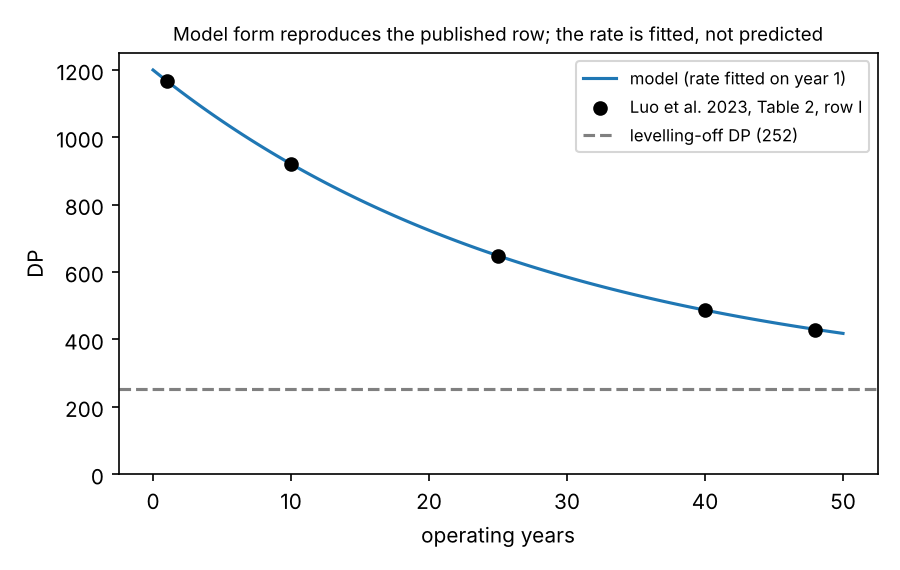 Model form reproduces the published row; the rate is fitted, not predicted
model (rate fitted on year 1)
Luo et al. 2023, Table 2, row I
levelling-off DP (252)
1200
1000
800
600
400
200
0
DP
0 10 20 30 40 50
operating years